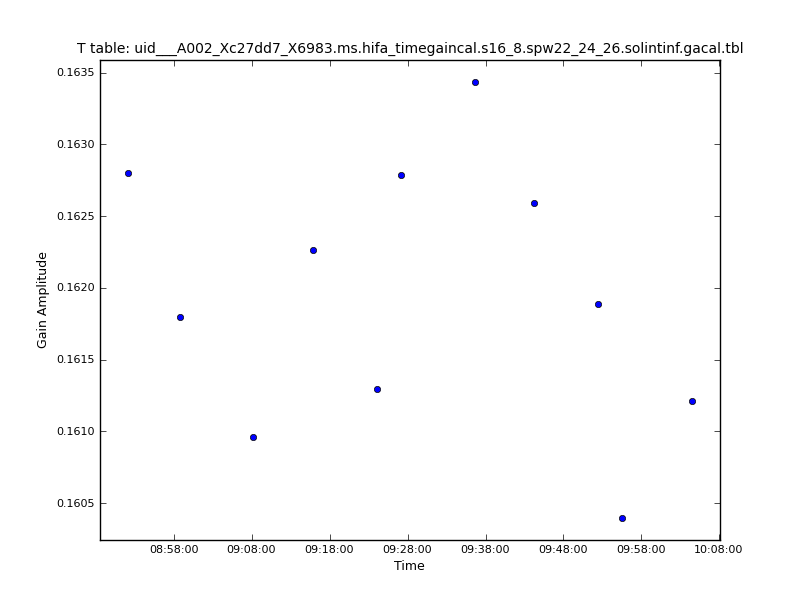 T table: uid___A002_Xc27dd7_X6983.ms.hifa_timegaincal.s16_8.spw22_24_26.solintinf.gacal.tbl
Gain Amplitude
0.1635
0.1630
0.1625
0.1620
0.1615
0.1610
0.1605
08:58:00 09:08:00 09:18:00 09:28:00 09:38:00 09:48:00 09:58:00 10:08:00
Time